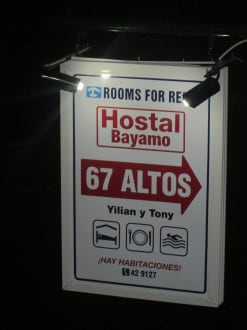 ROOMS FOR RE
Hostal
Bayamo
67 ALTOS
Yilian y Tony
¡HAY HABITACIONES!
42 9127